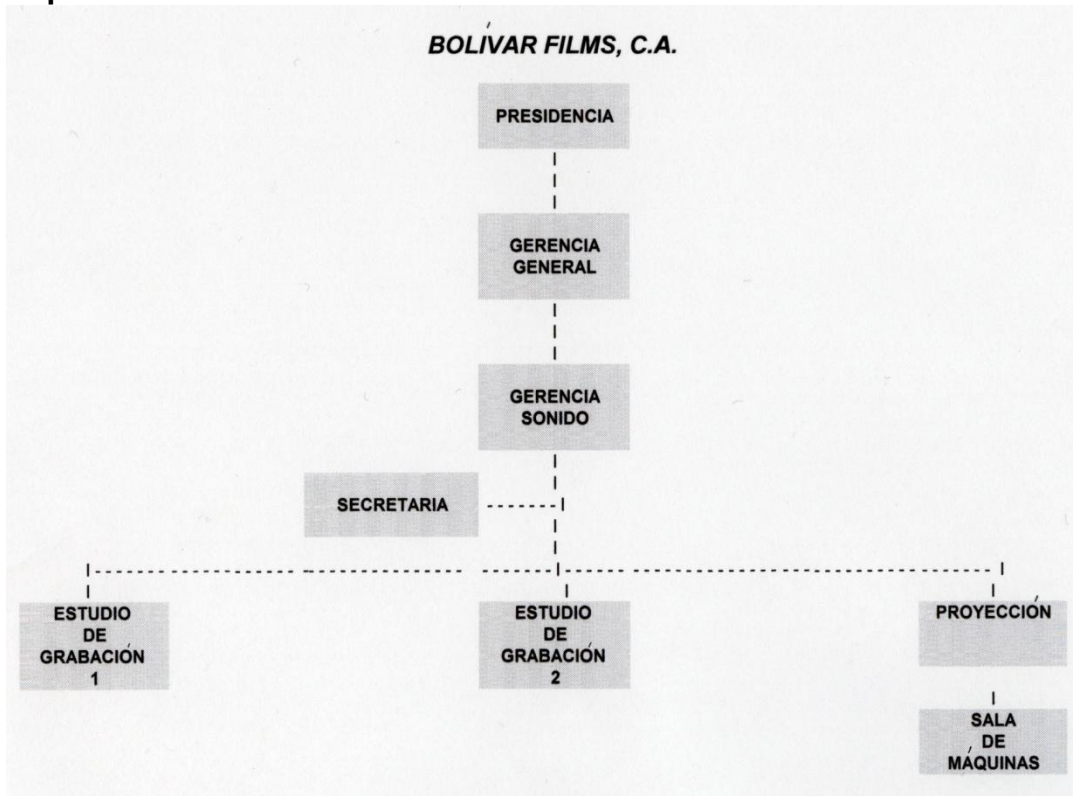 BOLÍVAR FILMS, C.A.
PRESIDENCIA
GERENCIA
GENERAL
GERENCIA
SONIDO
SECRETARIA
ESTUDIO
DE
GRABACIÓN
1
ESTUDIO
DE
GRABACIÓN
2
PROYECCIÓN
SALA
DE
MÁQUINAS